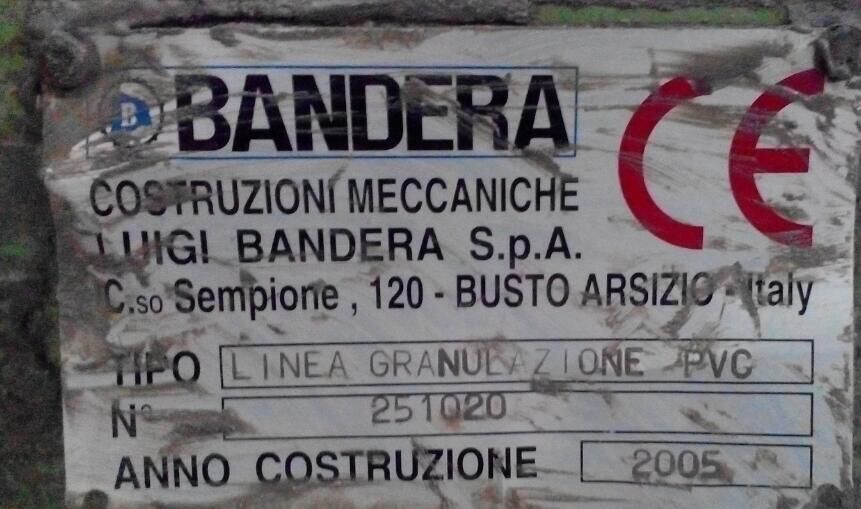 B BANDERA CE
COSTRUZIONI MECCANICHE
LUIGI BANDERA S.p.A.
C.so Sempione , 120 - BUSTO ARSIZIO - Italy
TIPO LINEA GRANULAZIONE PVC
N° 251020
ANNO COSTRUZIONE 2005